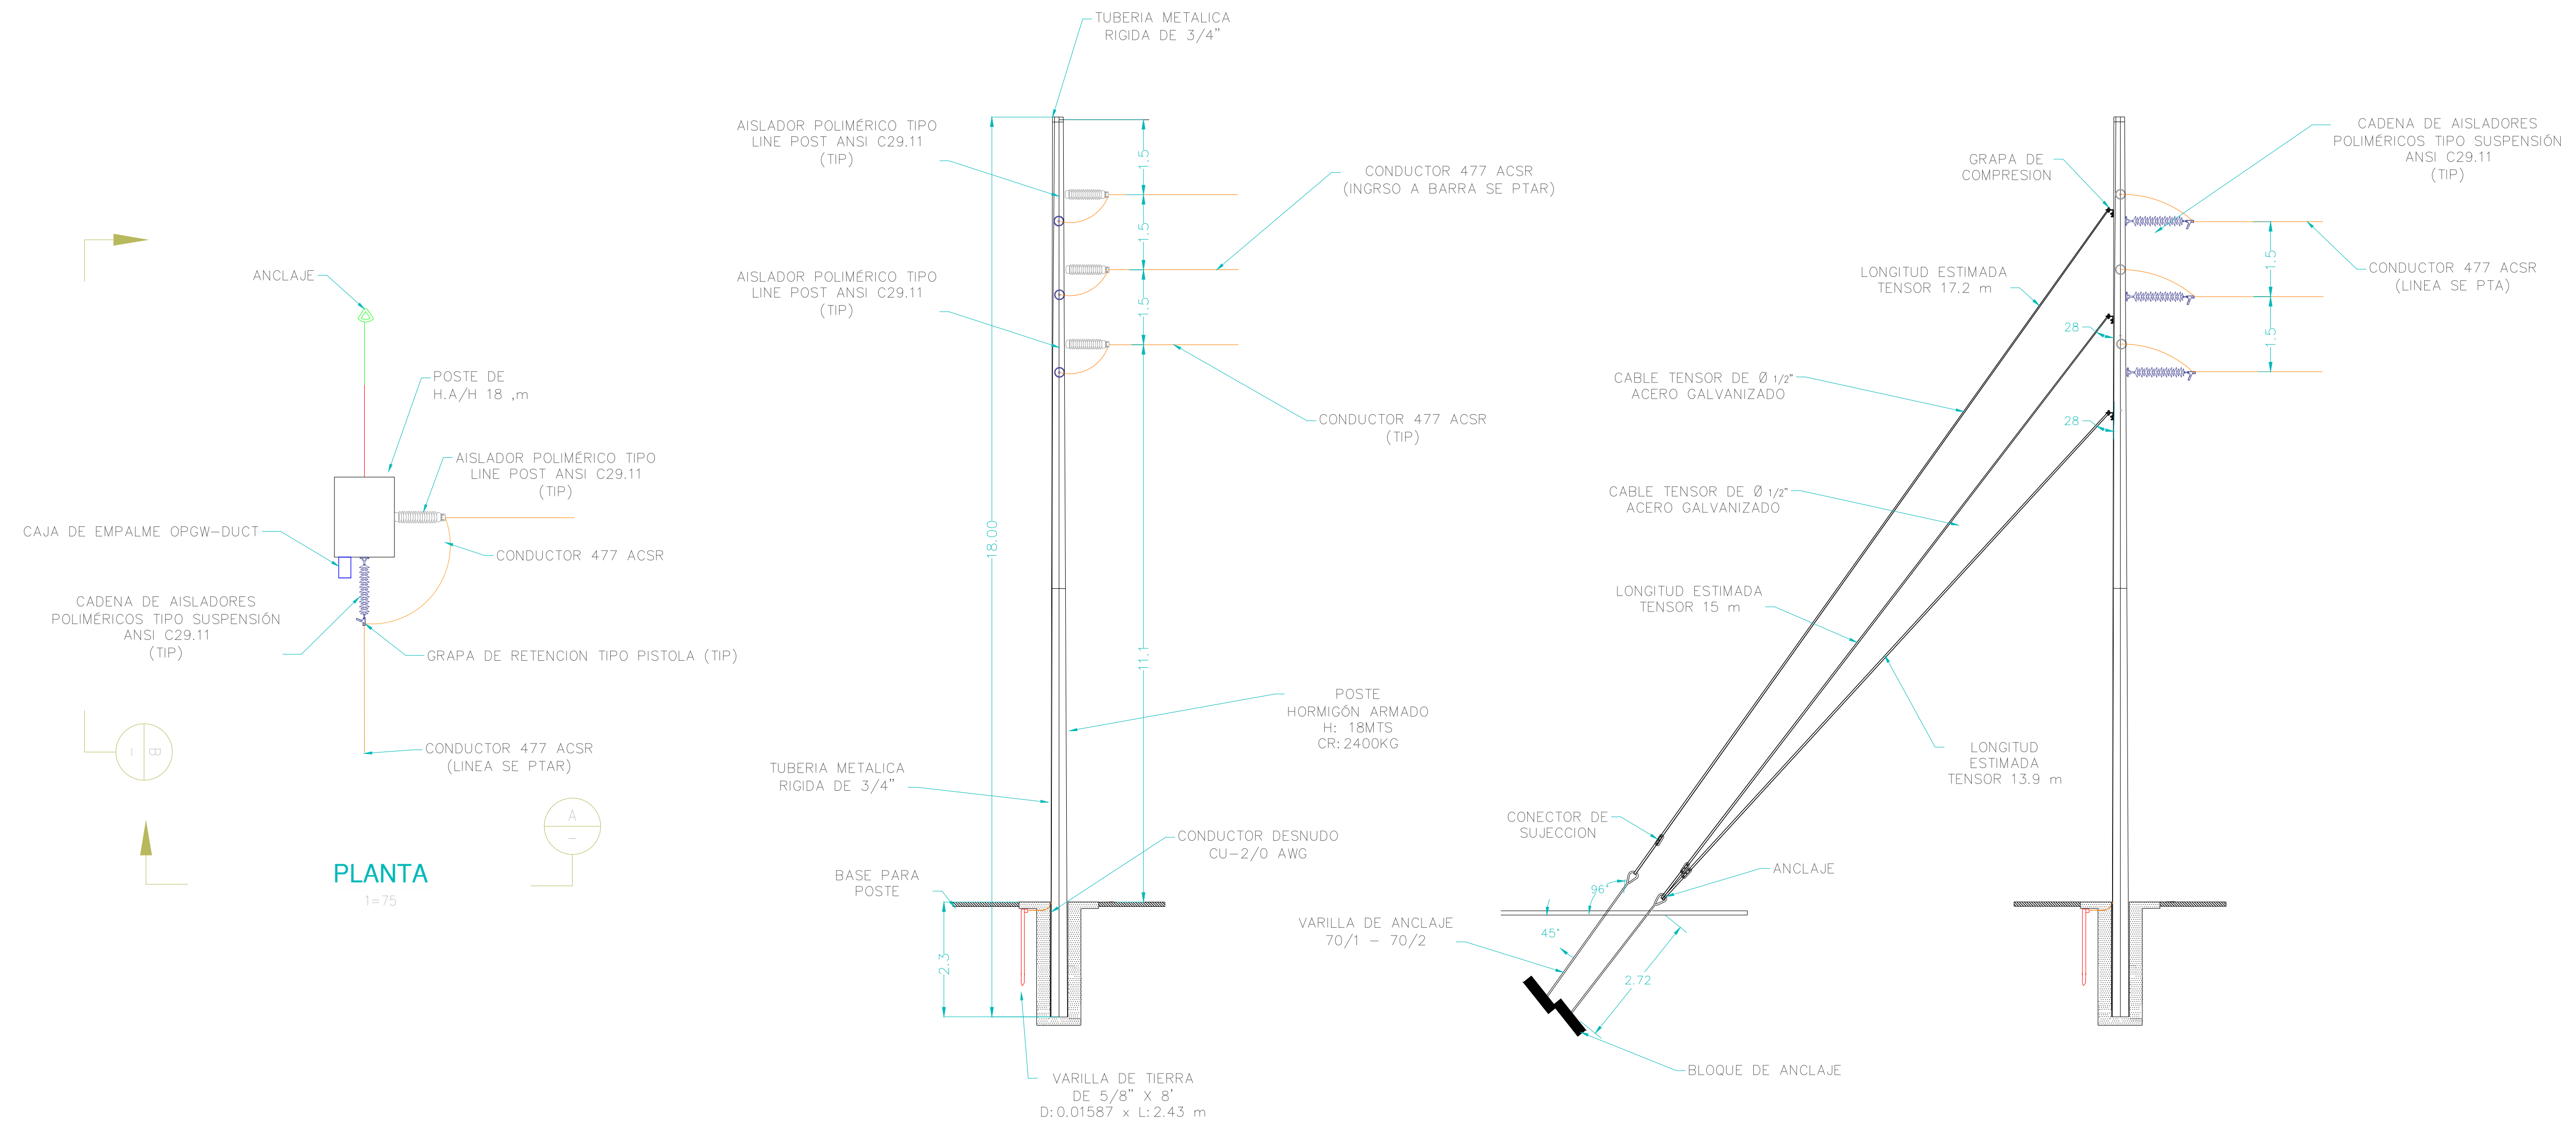 ANCLAJE
POSTE DE
H.A/H 18 ,m
AISLADOR POLIMÉRICO TIPO
LINE POST ANSI C29.11
(TIP)
CAJA DE EMPALME OPGW-DUCT
CONDUCTOR 477 ACSR
CADENA DE AISLADORES
POLIMÉRICOS TIPO SUSPENSIÓN
ANSI C29.11
(TIP)
GRAPA DE RETENCION TIPO PISTOLA (TIP)
CONDUCTOR 477 ACSR
(LINEA SE PTAR)
B
-
A
-
PLANTA
1=75
TUBERIA METALICA
RIGIDA DE 3/4"
AISLADOR POLIMÉRICO TIPO
LINE POST ANSI C29.11
(TIP)
AISLADOR POLIMÉRICO TIPO
LINE POST ANSI C29.11
(TIP)
1.5
1.5
1.5
CONDUCTOR 477 ACSR
(INGRSO A BARRA SE PTAR)
CONDUCTOR 477 ACSR
(TIP)
18.00
11.1
POSTE
HORMIGÓN ARMADO
H: 18MTS
CR:2400KG
TUBERIA METALICA
RIGIDA DE 3/4"
CONDUCTOR DESNUDO
CU-2/0 AWG
BASE PARA
POSTE
2.3
VARILLA DE TIERRA
DE 5/8" X 8'
D:0.01587 x L:2.43 m
CADENA DE AISLADORES
POLIMÉRICOS TIPO SUSPENSIÓN
ANSI C29.11
(TIP)
GRAPA DE
COMPRESION
LONGITUD ESTIMADA
TENSOR 17.2 m
CONDUCTOR 477 ACSR
(LINEA SE PTA)
1.5
1.5
28
28
CABLE TENSOR DE Ø 1/2"
ACERO GALVANIZADO
CABLE TENSOR DE Ø 1/2"
ACERO GALVANIZADO
LONGITUD ESTIMADA
TENSOR 15 m
LONGITUD
ESTIMADA
TENSOR 13.9 m
CONECTOR DE
SUJECCION
ANCLAJE
96°
45°
VARILLA DE ANCLAJE
70/1 - 70/2
2.72
BLOQUE DE ANCLAJE